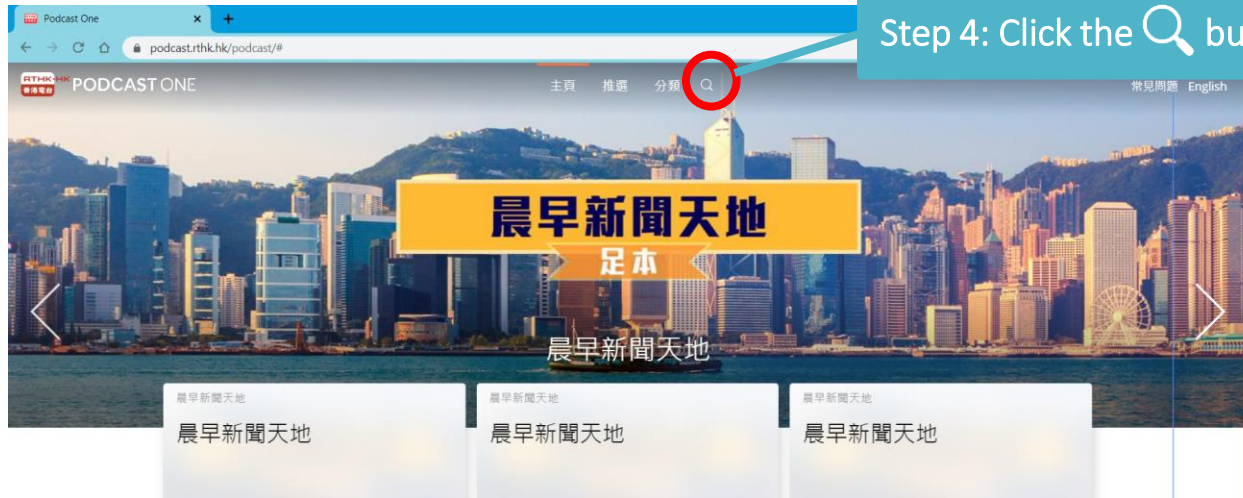 Podcast One
podcast.rthk.hk/podcast/#
Step 4: Click the bu
RTHK.HK
香港電台
PODCAST ONE
主頁 推選 分類
常見問題 English
晨早新聞天地
足本
晨早新聞天地
晨早新聞天地 晨早新聞天地 晨早新聞天地
晨早新聞天地 晨早新聞天地 晨早新聞天地